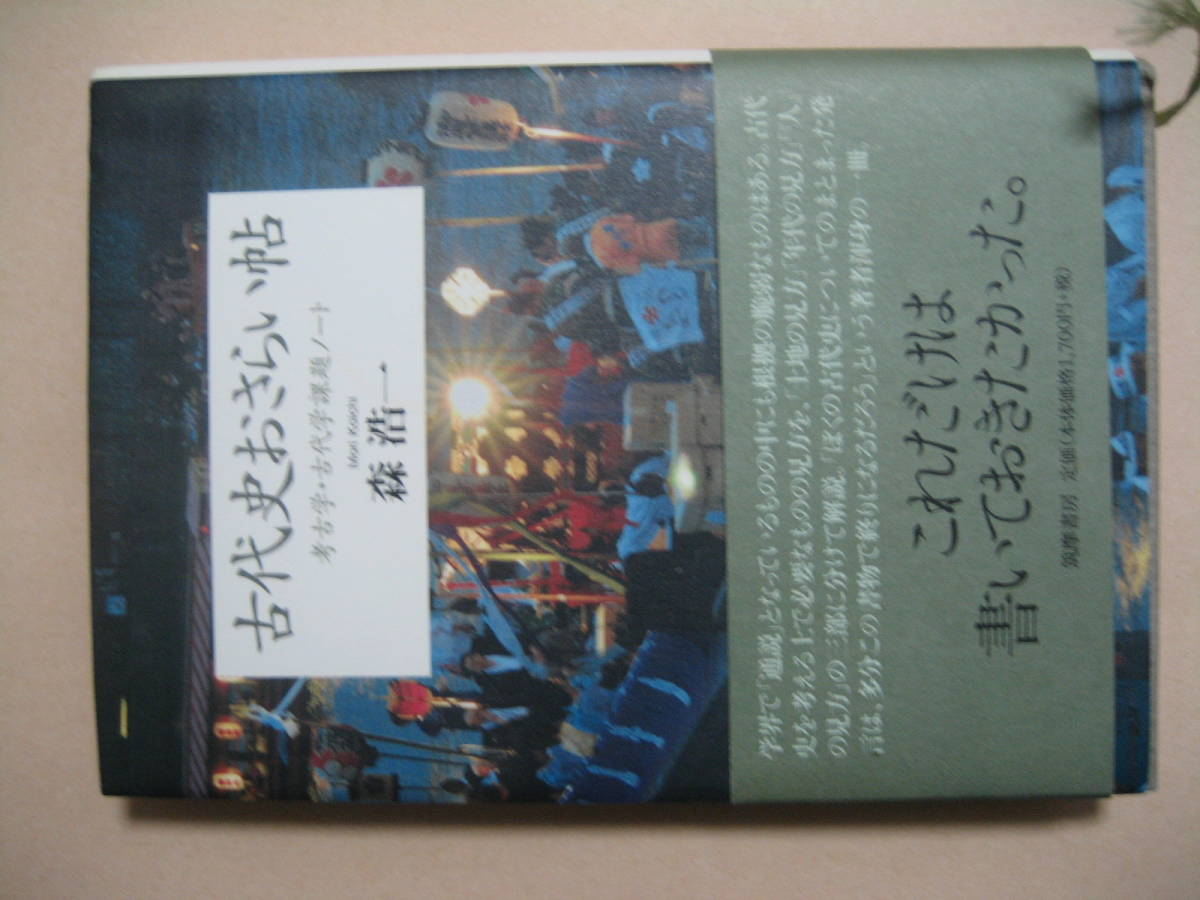 古代史おさらい帖
考古学・古代学課題ノート
Mori Koichi
森 浩一
学界で「通説」となっているものの中にも根拠の脆弱なものはある。古代
史を考える上で必要なものの見方を、「土地の見方」「年代の見方」「人
の見方」の三部に分けて解説。「ぼくの古代史についてのまとまった発
言は、多分この書物で終りになるだろう」という著者渾身の一冊。
これだけは
書いておきたかった。
筑摩書房 定価(本体価格1,700円+税)